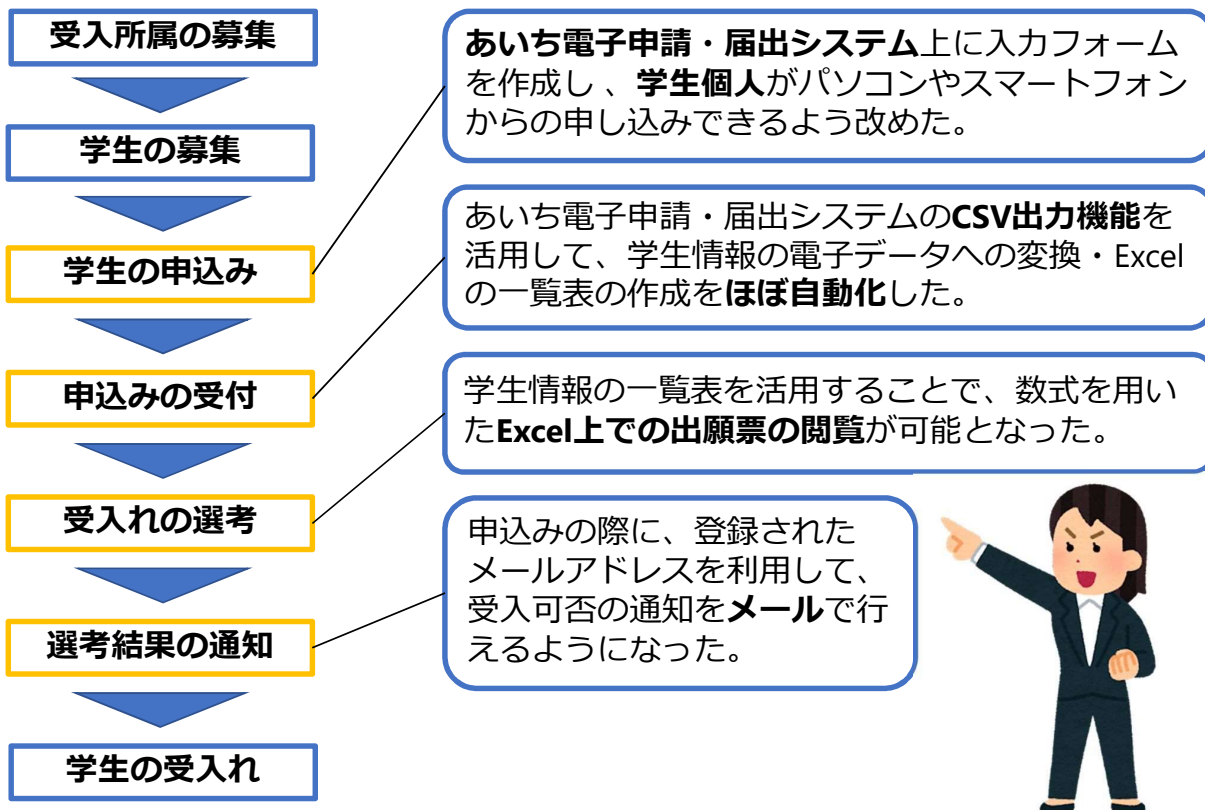 受入所属の募集
学生の募集
学生の申込み
申込みの受付
受入れの選考
選考結果の通知
学生の受入れ
あいち電子申請・届出システム上に入力フォーム
を作成し 、学生個人がパソコンやスマートフォン
からの申し込みできるよう改めた。
あいち電子申請・届出システムのCSV出力機能を
活用して、学生情報の電子データへの変換・Excel
の一覧表の作成をほぼ自動化した。
学生情報の一覧表を活用することで、数式を用い
たExcel上での出願票の閲覧が可能となった。
申込みの際に、登録された
メールアドレスを利用して、
受入可否の通知をメールで行
えるようになった。